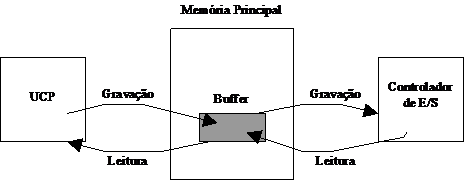 Memória Principal
UCP
Gravação
Buffer
Gravação
Controlador
de E/S
Leitura
Leitura